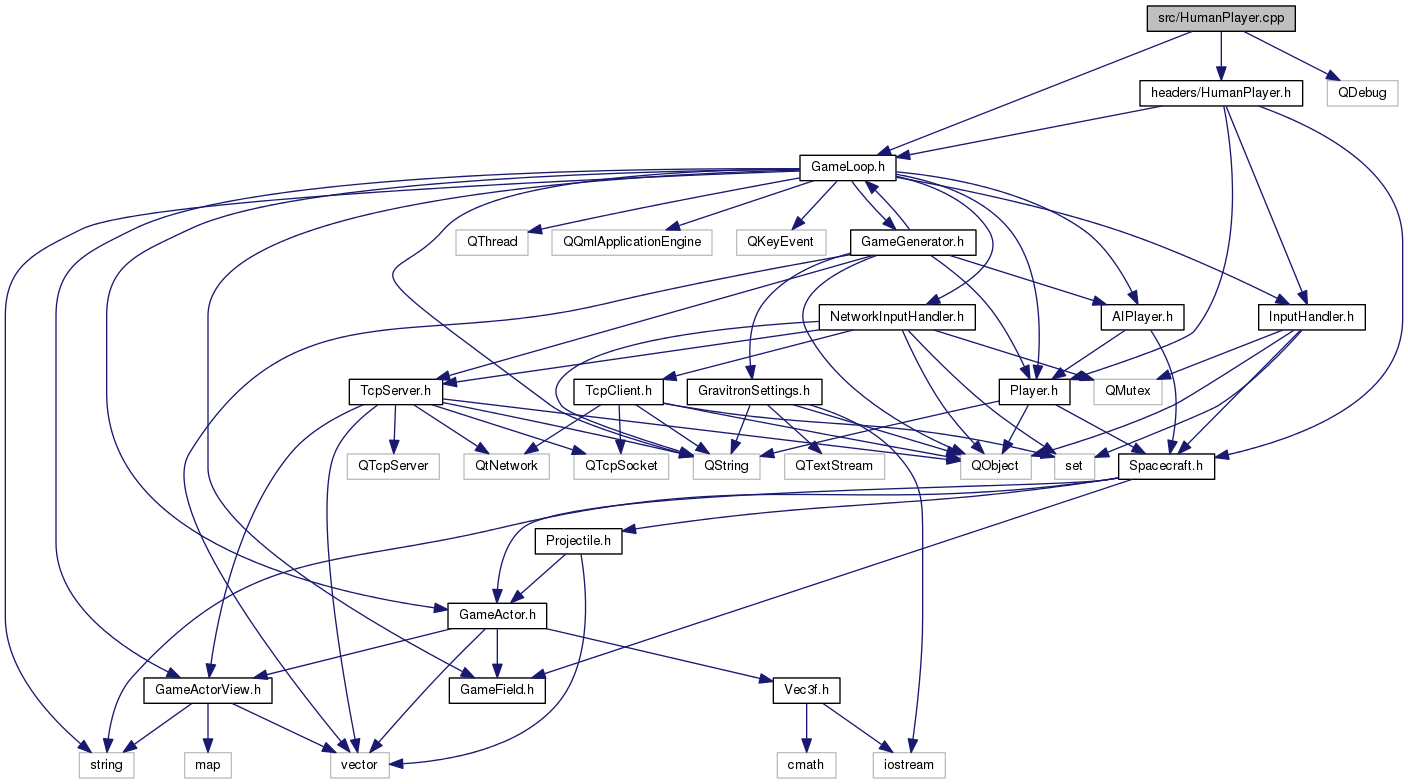 src/HumanPlayer.cpp
headers/HumanPlayer.h
QDebug
GameLoop.h
QThread
QQmlApplicationEngine
QKeyEvent
GameGenerator.h
NetworkInputHandler.h
AIPlayer.h
InputHandler.h
TcpServer.h
TcpClient.h
GravitronSettings.h
Player.h
QMutex
QTcpServer
QtNetwork
QTcpSocket
QString
QTextStream
QObject
set
Spacecraft.h
Projectile.h
GameActor.h
GameActorView.h
GameField.h
Vec3f.h
string
map
vector
cmath
iostream